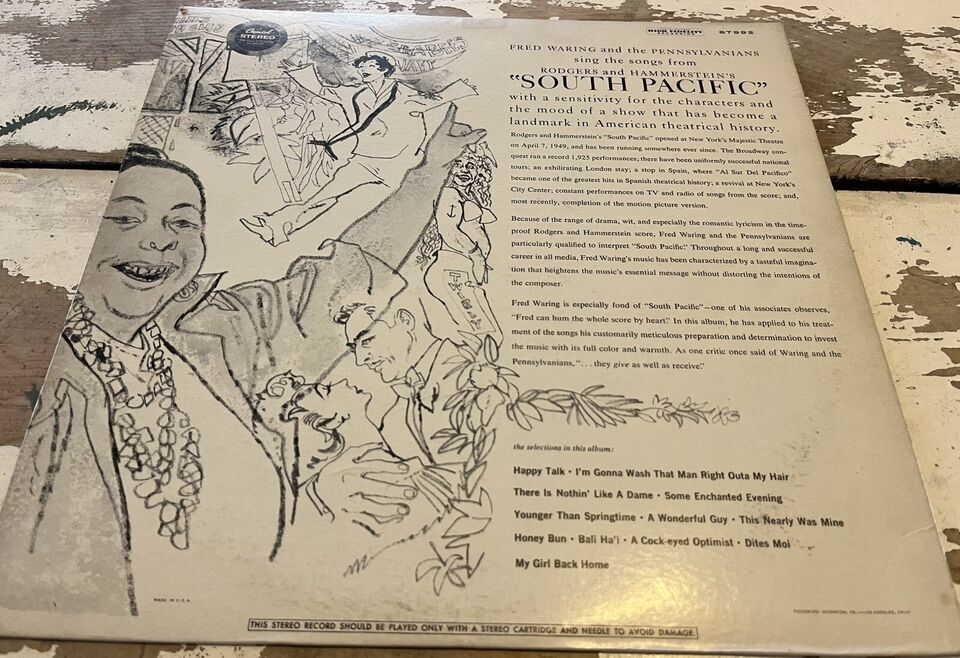 Capitol
STEREO
HIGH FIDELITY
ST992
FRED WARING and the PENNSYLVANIANS
sing the songs from
RODGERS and HAMMERSTEIN'S
"SOUTH PACIFIC"
with a sensitivity for the characters and
the mood of a show that has become a
landmark in American theatrical history.
Rodgers and Hammerstein's "South Pacific" opened at New York's Majestic Theatre
on April 7, 1949, and has been running somewhere ever since. The Broadway con-
quest ran a record 1,925 performances; there have been uniformly successful national
tours; an exhilirating London stay; a stop in Spain, where "Al Sur Del Pacifico"
became one of the greatest hits in Spanish theatrical history; a revival at New York's
City Center; constant performances on TV and radio of songs from the score; and,
most recently, completion of the motion picture version.
Because of the range of drama, wit, and especially the romantic lyricism in the time-
proof Rodgers and Hammerstein score, Fred Waring and the Pennsylvanians are
particularly qualified to interpret "South Pacific." Throughout a long and successful
career in all media, Fred Waring's music has been characterized by a tasteful imagina-
tion that heightens the music's essential message without distorting the intentions of
the composer.
Fred Waring is especially fond of "South Pacific"—one of his associates observes,
"Fred can hum the whole score by heart." In this album, he has applied to his treat-
ment of the songs his customarily meticulous preparation and determination to invest
the music with its full color and warmth. As one critic once said of Waring and the
Pennsylvanians, "...they give as well as receive."
the selections in this album:
Happy Talk • I'm Gonna Wash That Man Right Outa My Hair
There Is Nothin' Like A Dame • Some Enchanted Evening
Younger Than Springtime • A Wonderful Guy • This Nearly Was Mine
Honey Bun • Bali Ha'i • A Cock-eyed Optimist • Dites Moi
My Girl Back Home
MADE IN U.S.A.
FACTORIES: SCRANTON, PA.—LOS ANGELES, CALIF.
THIS STEREO RECORD SHOULD BE PLAYED ONLY WITH A STEREO CARTRIDGE AND NEEDLE TO AVOID DAMAGE.